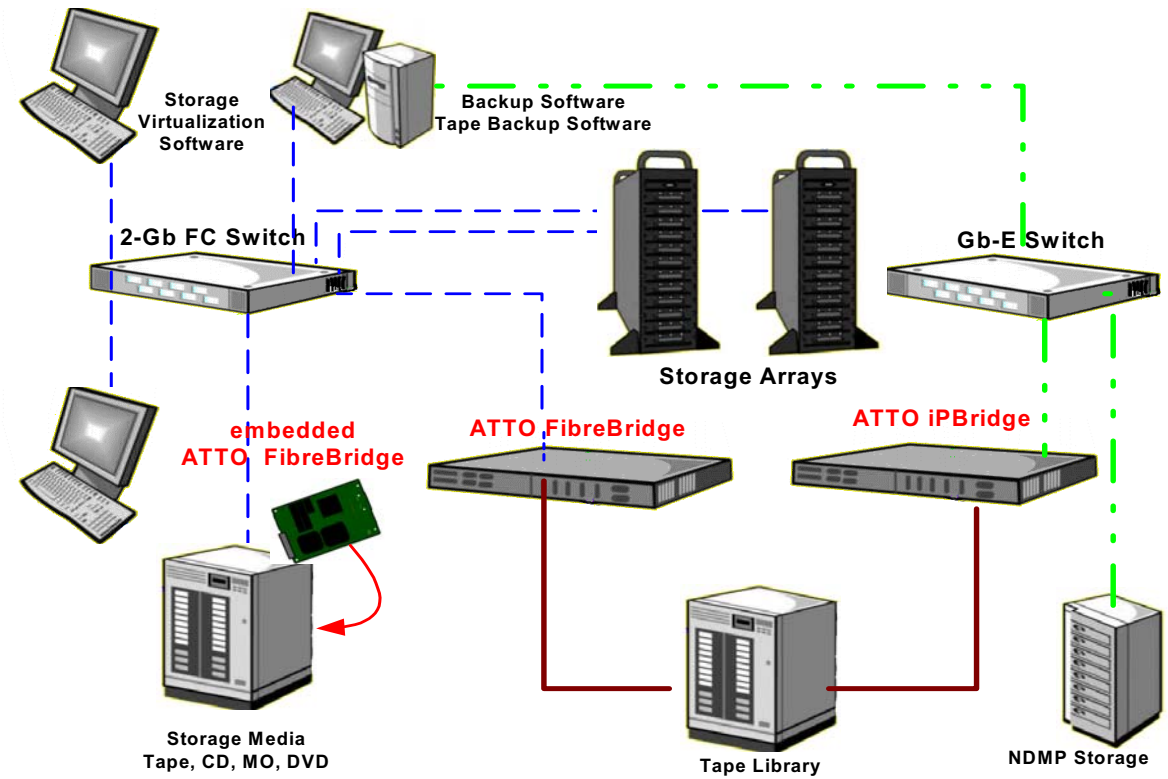 Storage
Virtualization
Software
Backup Software
Tape Backup Software
2-Gb FC Switch
Gb-E Switch
Storage Arrays
embedded
ATTO FibreBridge
ATTO FibreBridge
ATTO iPBridge
Storage Media
Tape, CD, MO, DVD
Tape Library
NDMP Storage